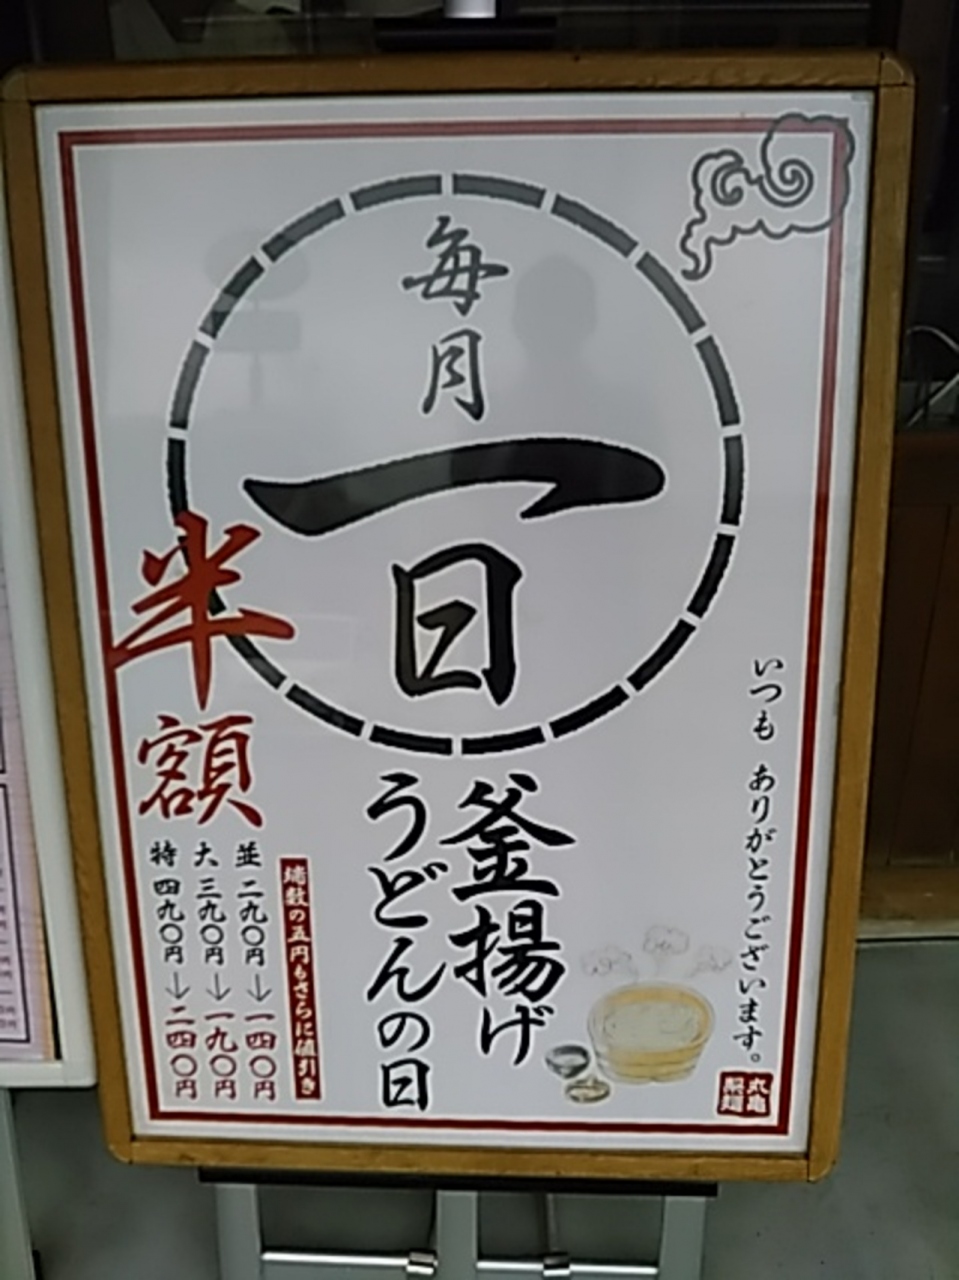 毎月
一日
釜揚げ
うどんの日
半額
端数の五円もさらに値引き
並 二九〇円→一四〇円
大 三九〇円→一九〇円
特 四九〇円→二四〇円
いつも ありがとうございます。
丸亀
製麺